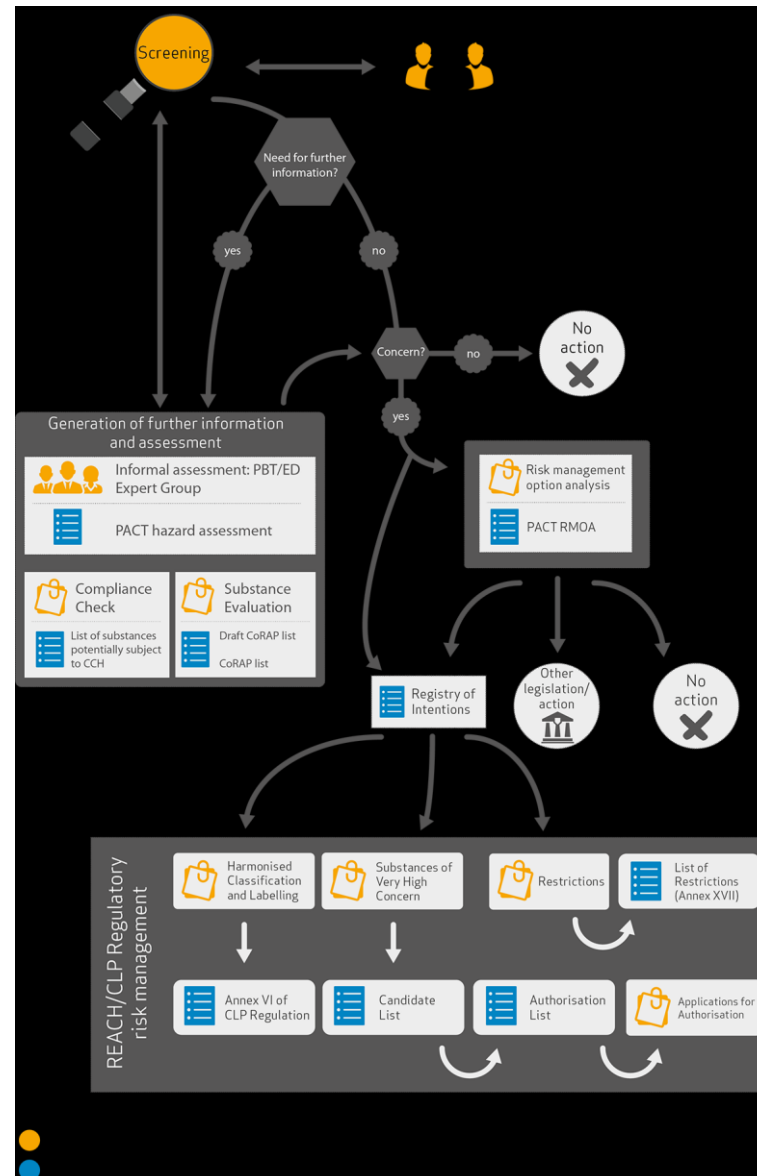 Screening
Need for further
information?
yes
no
Concern?
no
No
action
yes
Generation of further information
and assessment
Informal assessment: PBT/ED
Expert Group
PACT hazard assessment
Compliance
Check
List of substances
potentially subject
to CCH
Substance
Evaluation
Draft CoRAP list
CoRAP list
Risk management
option analysis
PACT RMOA
Registry of
Intentions
Other
legislation/
action
No
action
REACH/CLP Regulatory
risk management
Harmonised
Classification
and Labelling
Substances of
Very High
Concern
Restrictions
List of
Restrictions
(Annex XVII)
Annex VI of
CLP Regulation
Candidate
List
Authorisation
List
Applications for
Authorisation